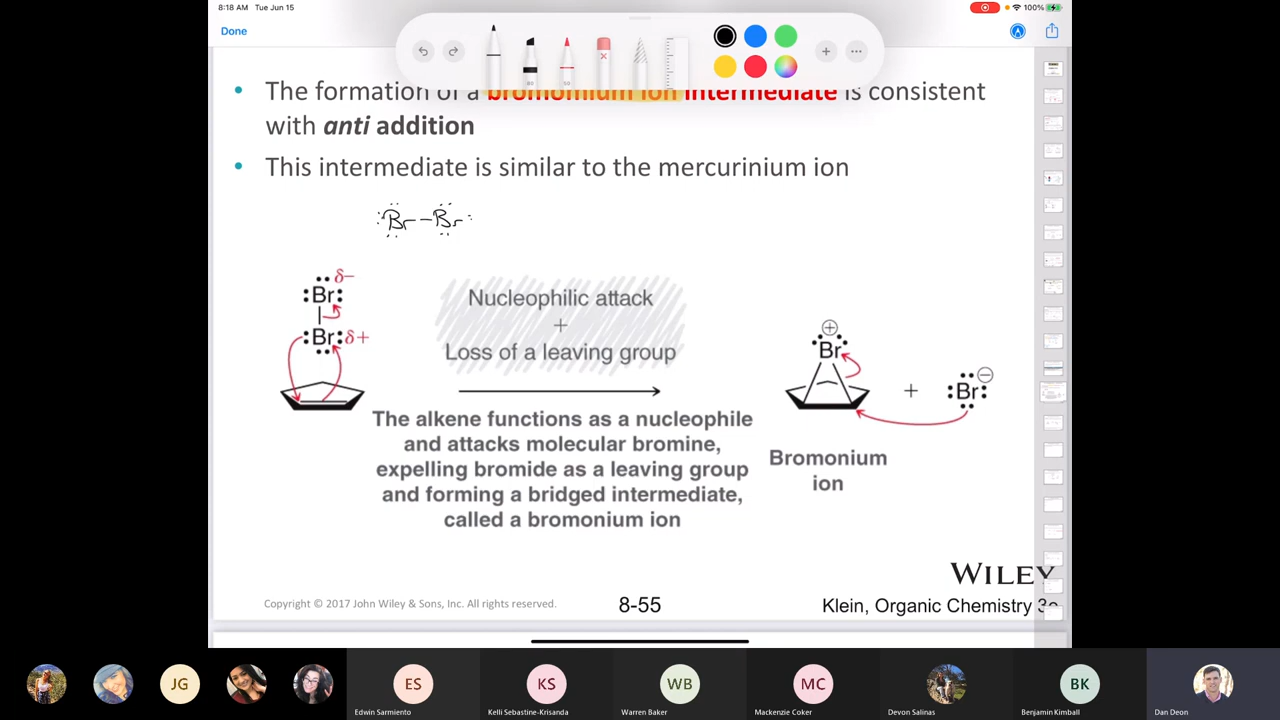 8:18 AM Tue Jun 15
100%
Done
• The formation of a bromonium ion intermediate is consistent
with anti addition
• This intermediate is similar to the mercurinium ion
:Br–Br:
:Br: δ−
:Br: δ+
Nucleophilic attack
+
Loss of a leaving group
The alkene functions as a nucleophile
and attacks molecular bromine,
expelling bromide as a leaving group
and forming a bridged intermediate,
called a bromonium ion
⊕
Br
+
:Br: ⊖
Bromonium
ion
WILEY
Copyright © 2017 John Wiley & Sons, Inc. All rights reserved.
8-55
Klein, Organic Chemistry 3e
JG
ES
KS
WB
MC
BK
Edwin Sarmiento
Kelli Sebastine-Krisanda
Warren Baker
Mackenzie Coker
Devon Salinas
Benjamin Kimball
Dan Deon